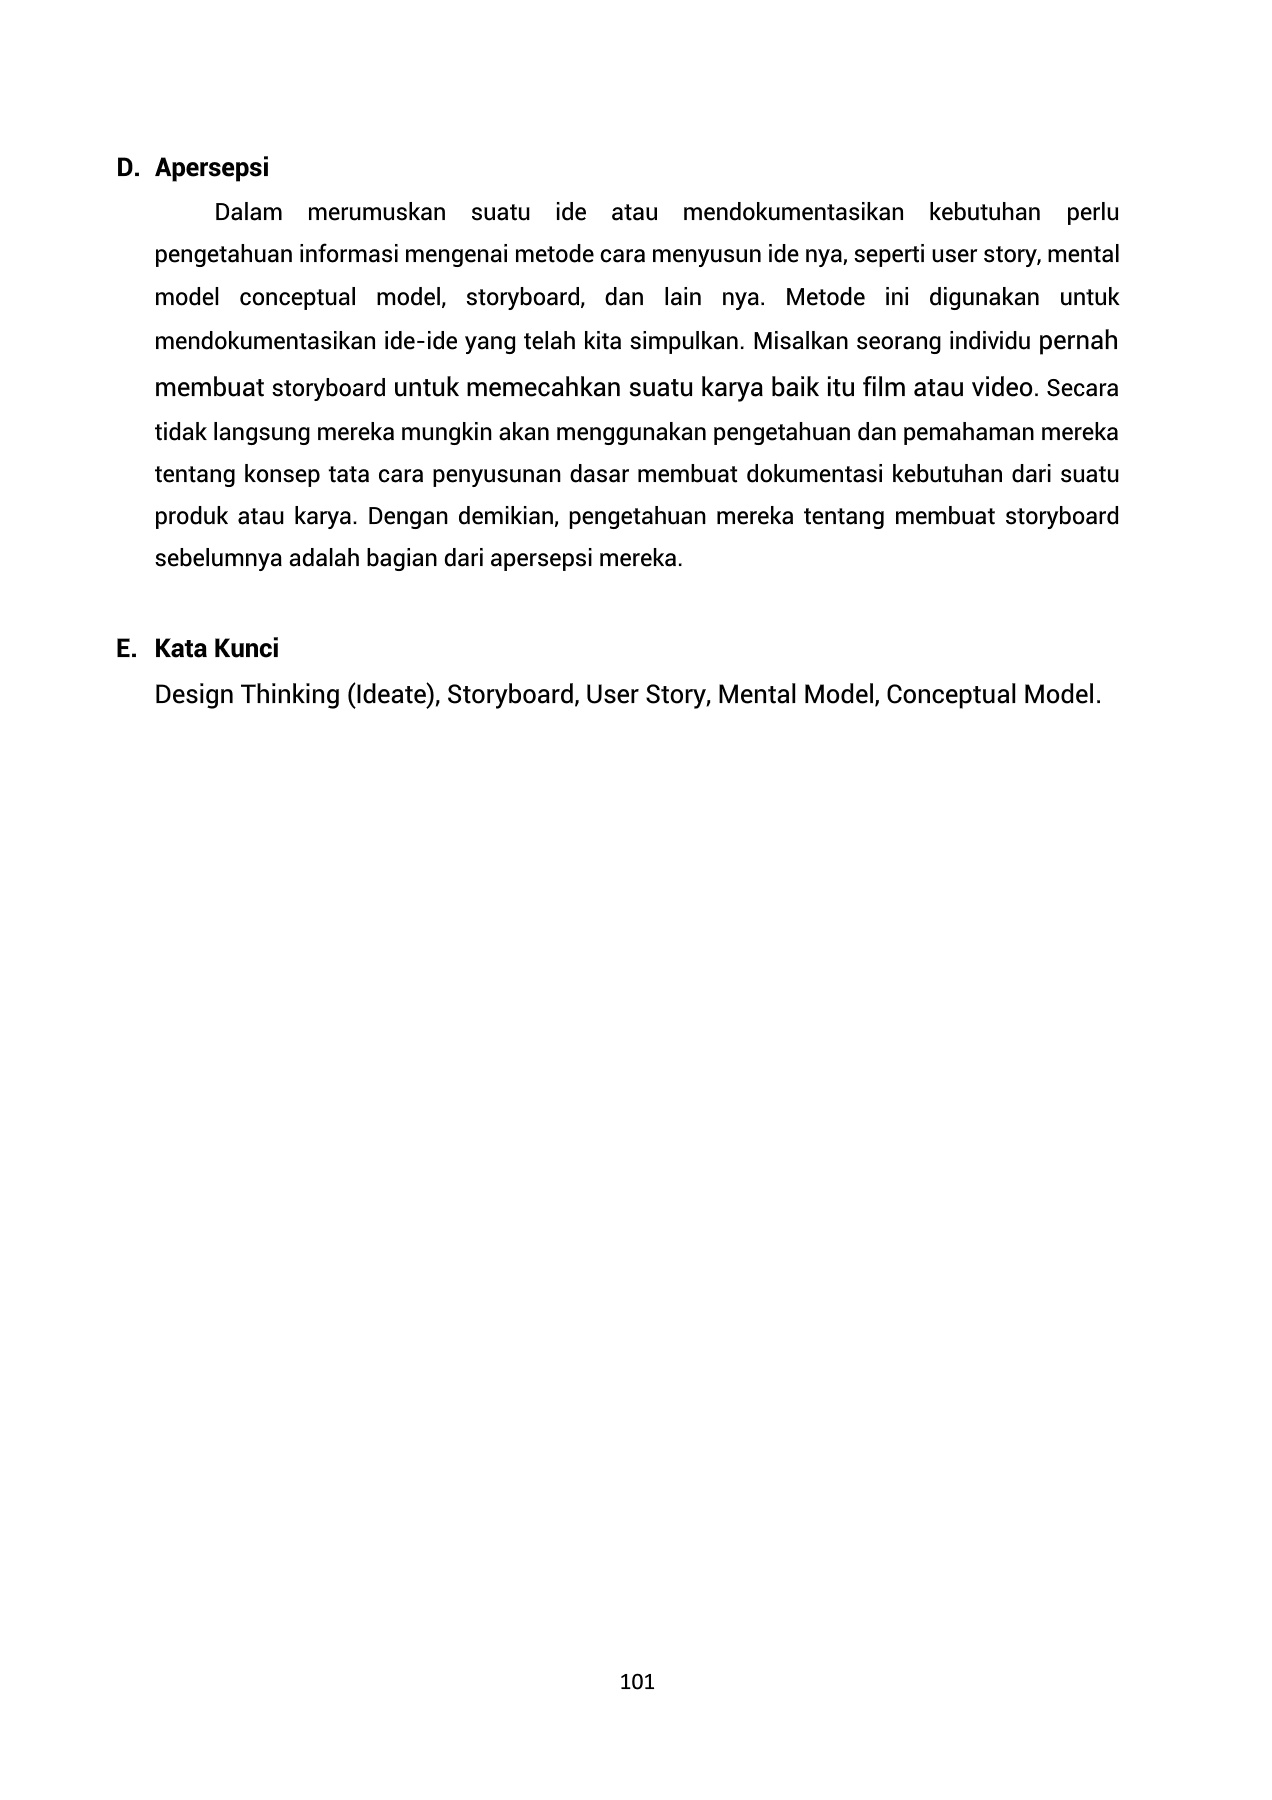 D. Apersepsi
Dalam merumuskan suatu ide atau mendokumentasikan kebutuhan perlu
pengetahuan informasi mengenai metode cara menyusun ide nya, seperti user story, mental
model conceptual model, storyboard, dan lain nya. Metode ini digunakan untuk
mendokumentasikan ide-ide yang telah kita simpulkan. Misalkan seorang individu pernah
membuat storyboard untuk memecahkan suatu karya baik itu film atau video. Secara
tidak langsung mereka mungkin akan menggunakan pengetahuan dan pemahaman mereka
tentang konsep tata cara penyusunan dasar membuat dokumentasi kebutuhan dari suatu
produk atau karya. Dengan demikian, pengetahuan mereka tentang membuat storyboard
sebelumnya adalah bagian dari apersepsi mereka.
E. Kata Kunci
Design Thinking (Ideate), Storyboard, User Story, Mental Model, Conceptual Model.
101